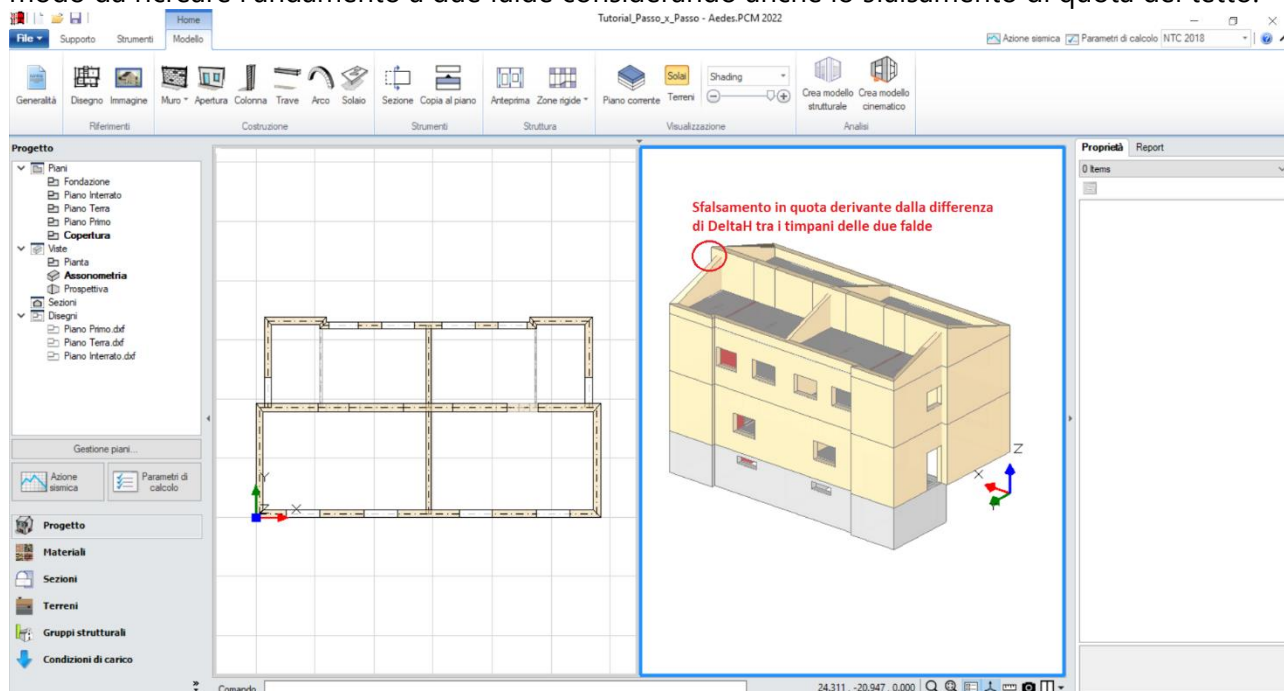 modo da ricreare l'andamento a due falde considerando anche lo sfalsamento di quota del tetto.
Tutorial_Passo_x_Passo - Aedes.PCM 2022
Home
File Supporto Strumenti Modello
Azione sismica Parametri di calcolo NTC 2018
Generalità Disegno Immagine Muro Apertura Colonna Trave Arco Solaio Sezione Copia al piano Anteprima Zone rigide Piano corrente Solai Terreni Shading Crea modello strutturale Crea modello cinematico
Riferimenti Costruzione Strumenti Struttura Visualizzazione Analisi
Progetto
Piani
Fondazione
Piano Interrato
Piano Terra
Piano Primo
Copertura
Viste
Pianta
Assonometria
Prospettiva
Sezioni
Disegni
Piano Primo.dxf
Piano Terra.dxf
Piano Interrato.dxf
Gestione piani...
Azione sismica
Parametri di calcolo
Progetto
Materiali
Sezioni
Terreni
Gruppi strutturali
Condizioni di carico
Y
Z X
Sfalsamento in quota derivante dalla differenza
di DeltaH tra i timpani delle due falde
Z
X
Proprietà Report
0 Items
Comando
24.311 , -20.947 , 0.000